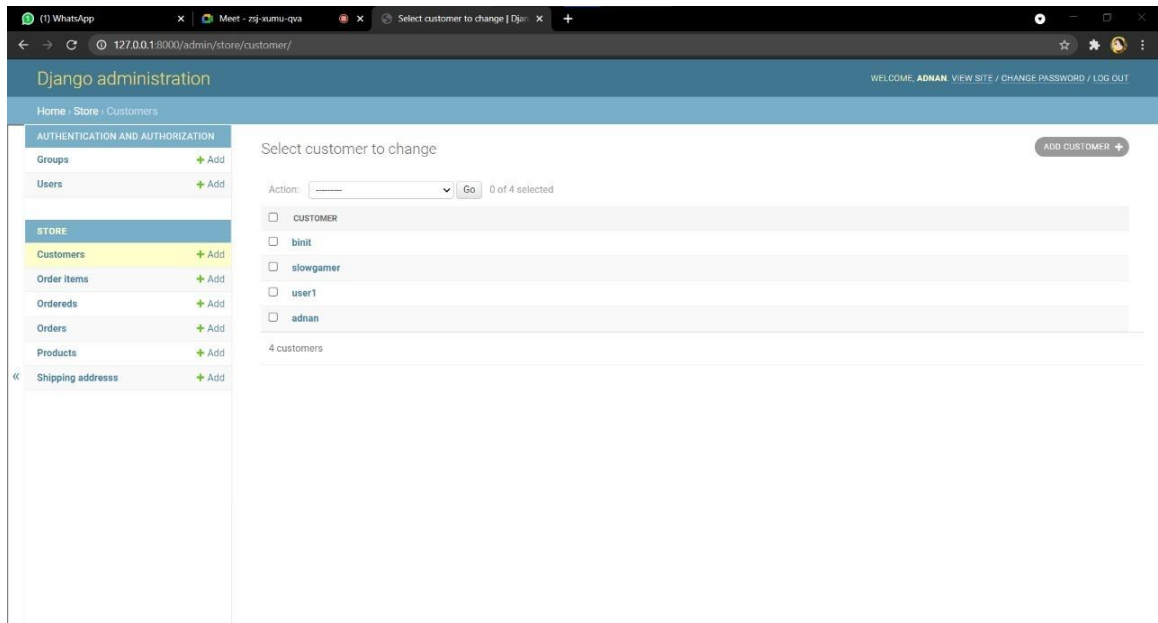 (1) WhatsApp
Meet - zsj-xumu-qva
Select customer to change | Djan
127.0.0.1:8000/admin/store/customer/
Django administration
WELCOME, ADNAN. VIEW SITE / CHANGE PASSWORD / LOG OUT
Home › Store › Customers
AUTHENTICATION AND AUTHORIZATION
Groups + Add
Users + Add
STORE
Customers + Add
Order items + Add
Ordereds + Add
Orders + Add
Products + Add
« Shipping addresss + Add
Select customer to change
ADD CUSTOMER +
Action: --------- Go 0 of 4 selected
CUSTOMER
binit
slowgamer
user1
adnan
4 customers